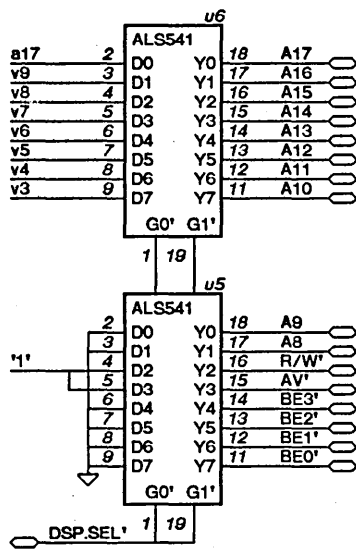 u6
ALS541
a17 2 D0 Y0 18 A17
v9 3 D1 Y1 17 A16
v8 4 D2 Y2 16 A15
v7 5 D3 Y3 15 A14
v6 6 D4 Y4 14 A13
v5 7 D5 Y5 13 A12
v4 8 D6 Y6 12 A11
v3 9 D7 Y7 11 A10
G0' G1'
1 19
u5
ALS541
2 D0 Y0 18 A9
3 D1 Y1 17 A8
'1' 4 D2 Y2 16 R/W'
5 D3 Y3 15 AV'
6 D4 Y4 14 BE3'
7 D5 Y5 13 BE2'
8 D6 Y6 12 BE1'
9 D7 Y7 11 BE0'
G0' G1'
1 19
DSP.SEL'